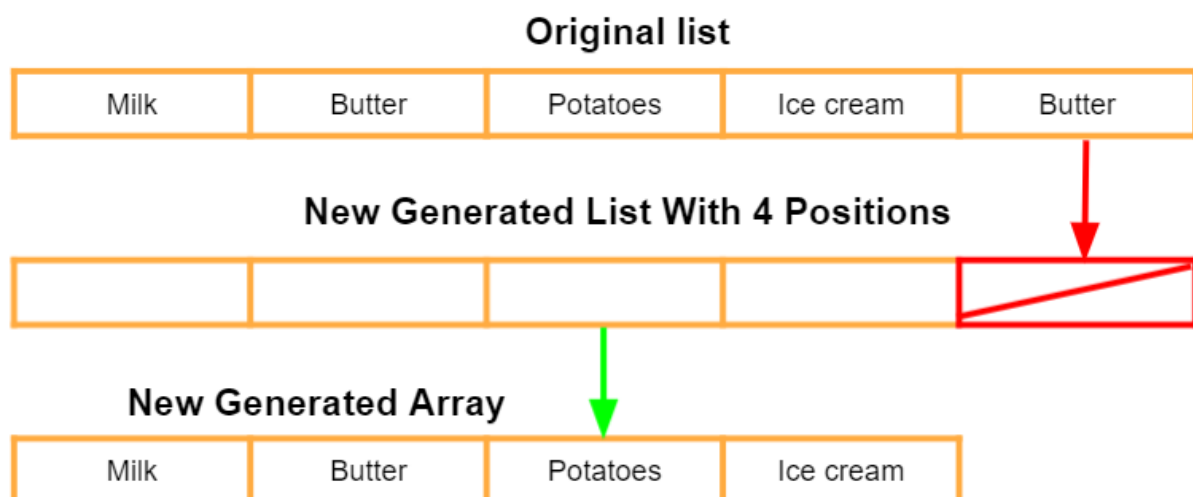 Original list
Milk Butter Potatoes Ice cream Butter
New Generated List With 4 Positions
New Generated Array
Milk Butter Potatoes Ice cream